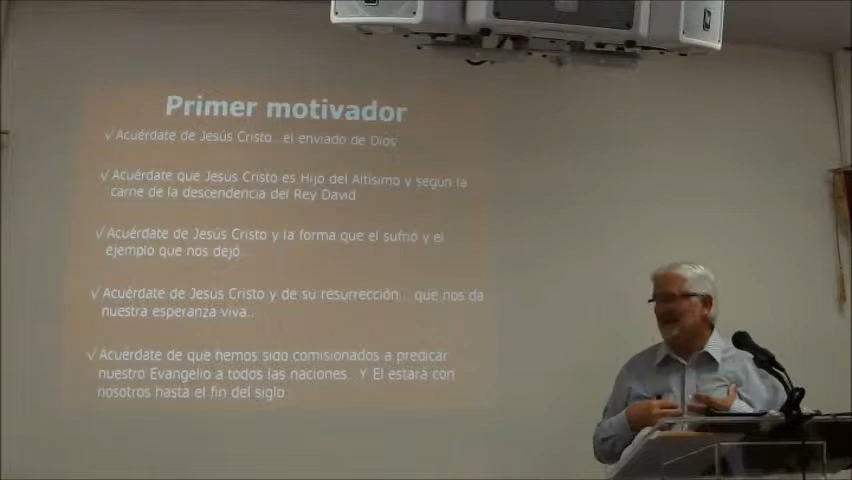 Primer motivador
√ Acuérdate de Jesús Cristo...el enviado de Dios
√ Acuérdate que Jesús Cristo es Hijo del Altísimo y según la
carne de la descendencia del Rey David
√ Acuérdate de Jesús Cristo y la forma que el sufrió y el
ejemplo que nos dejó.
√ Acuérdate de Jesús Cristo y de su resurrección... que nos da
nuestra esperanza viva..
√ Acuérdate de que hemos sido comisionados a predicar
nuestro Evangelio a todos las naciones.. Y El estará con
nosotros hasta el fin del siglo